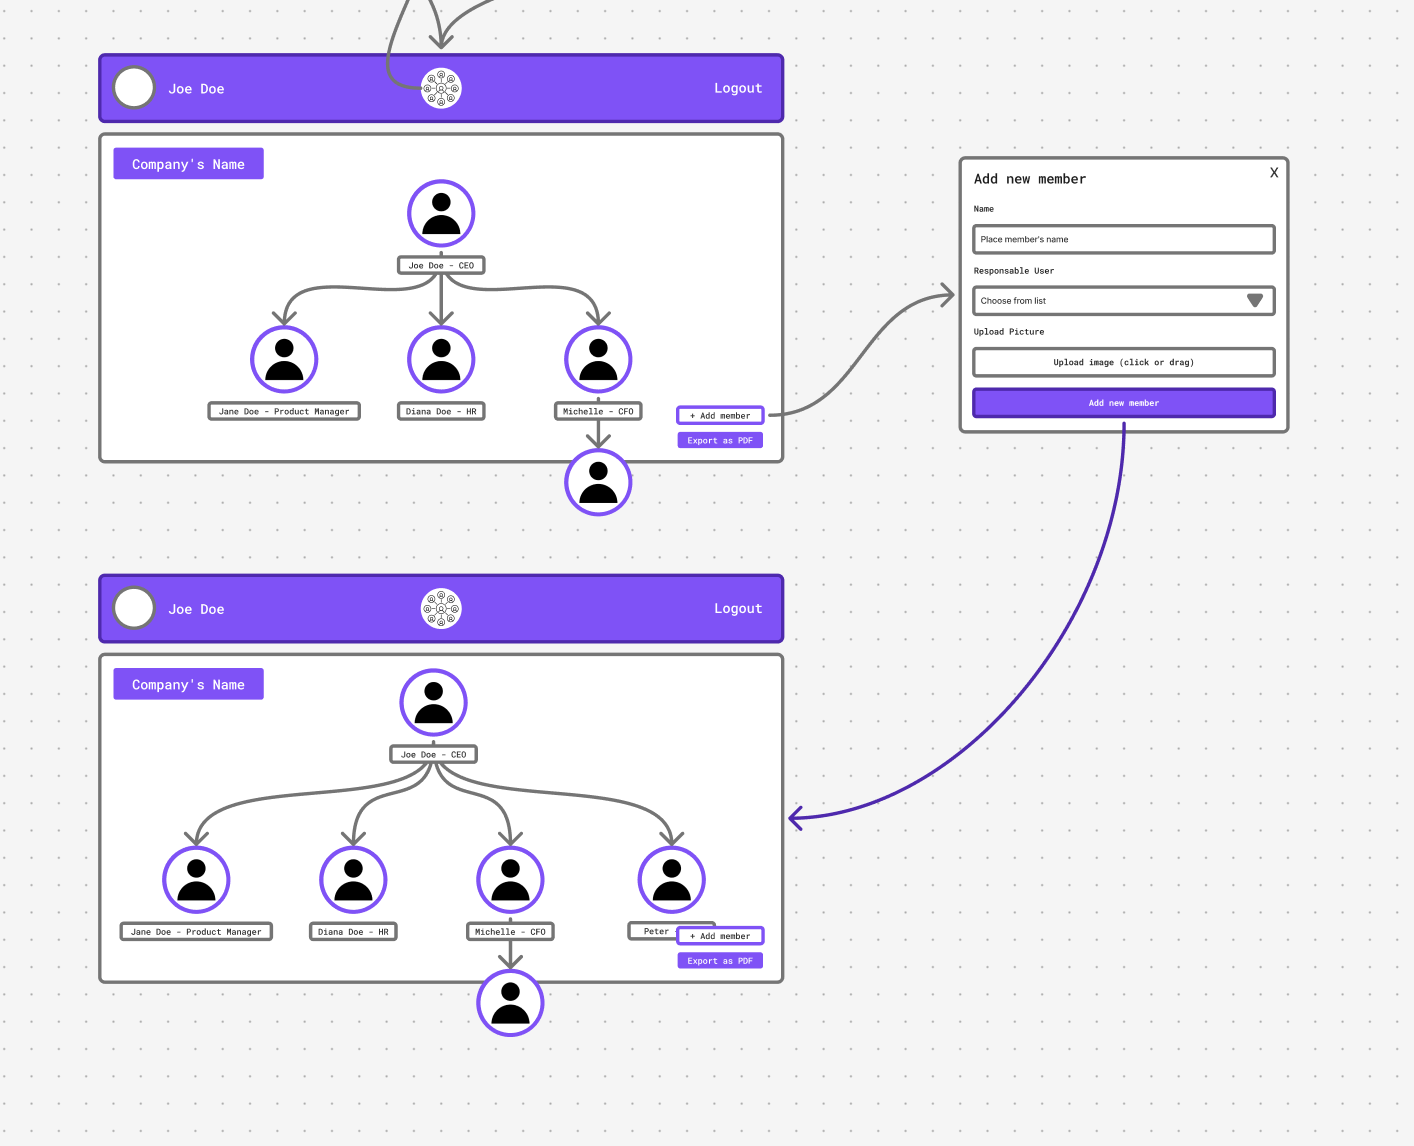 Joe Doe
Logout
Company's Name
Joe Doe - CEO
Jane Doe - Product Manager
Diana Doe - HR
Michelle - CFO
+ Add member
Export as PDF
Add new member
X
Name
Place member's name
Responsable User
Choose from list
Upload Picture
Upload image (click or drag)
Add new member
Joe Doe
Logout
Company's Name
Joe Doe - CEO
Jane Doe - Product Manager
Diana Doe - HR
Michelle - CFO
Peter
+ Add member
Export as PDF